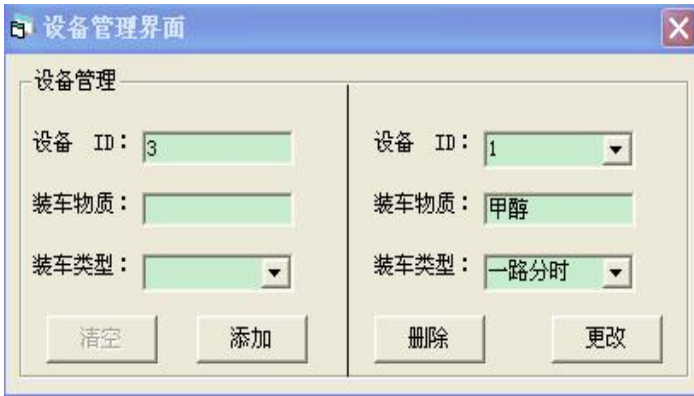 设备管理界面
设备管理
设备 ID： 3
装车物质：
装车类型：
清空 添加
设备 ID： 1
装车物质： 甲醇
装车类型： 一路分时
删除 更改